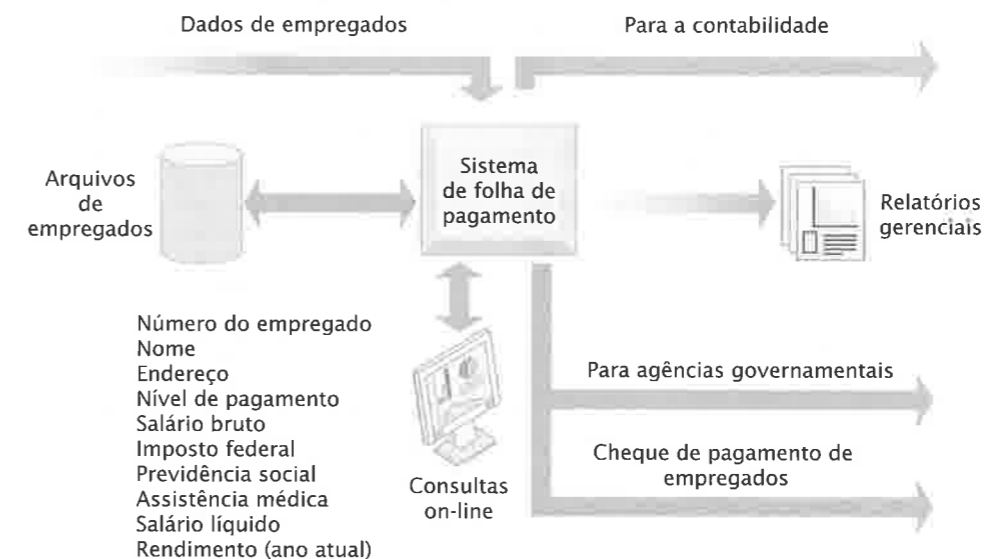 Dados de empregados
Para a contabilidade
Arquivos
de
empregados
Sistema
de folha de
pagamento
Relatórios
gerenciais
Número do empregado
Nome
Endereço
Nível de pagamento
Salário bruto
Imposto federal
Previdência social
Assistência médica
Salário líquido
Rendimento (ano atual)
Consultas
on-line
Para agências governamentais
Cheque de pagamento de
empregados